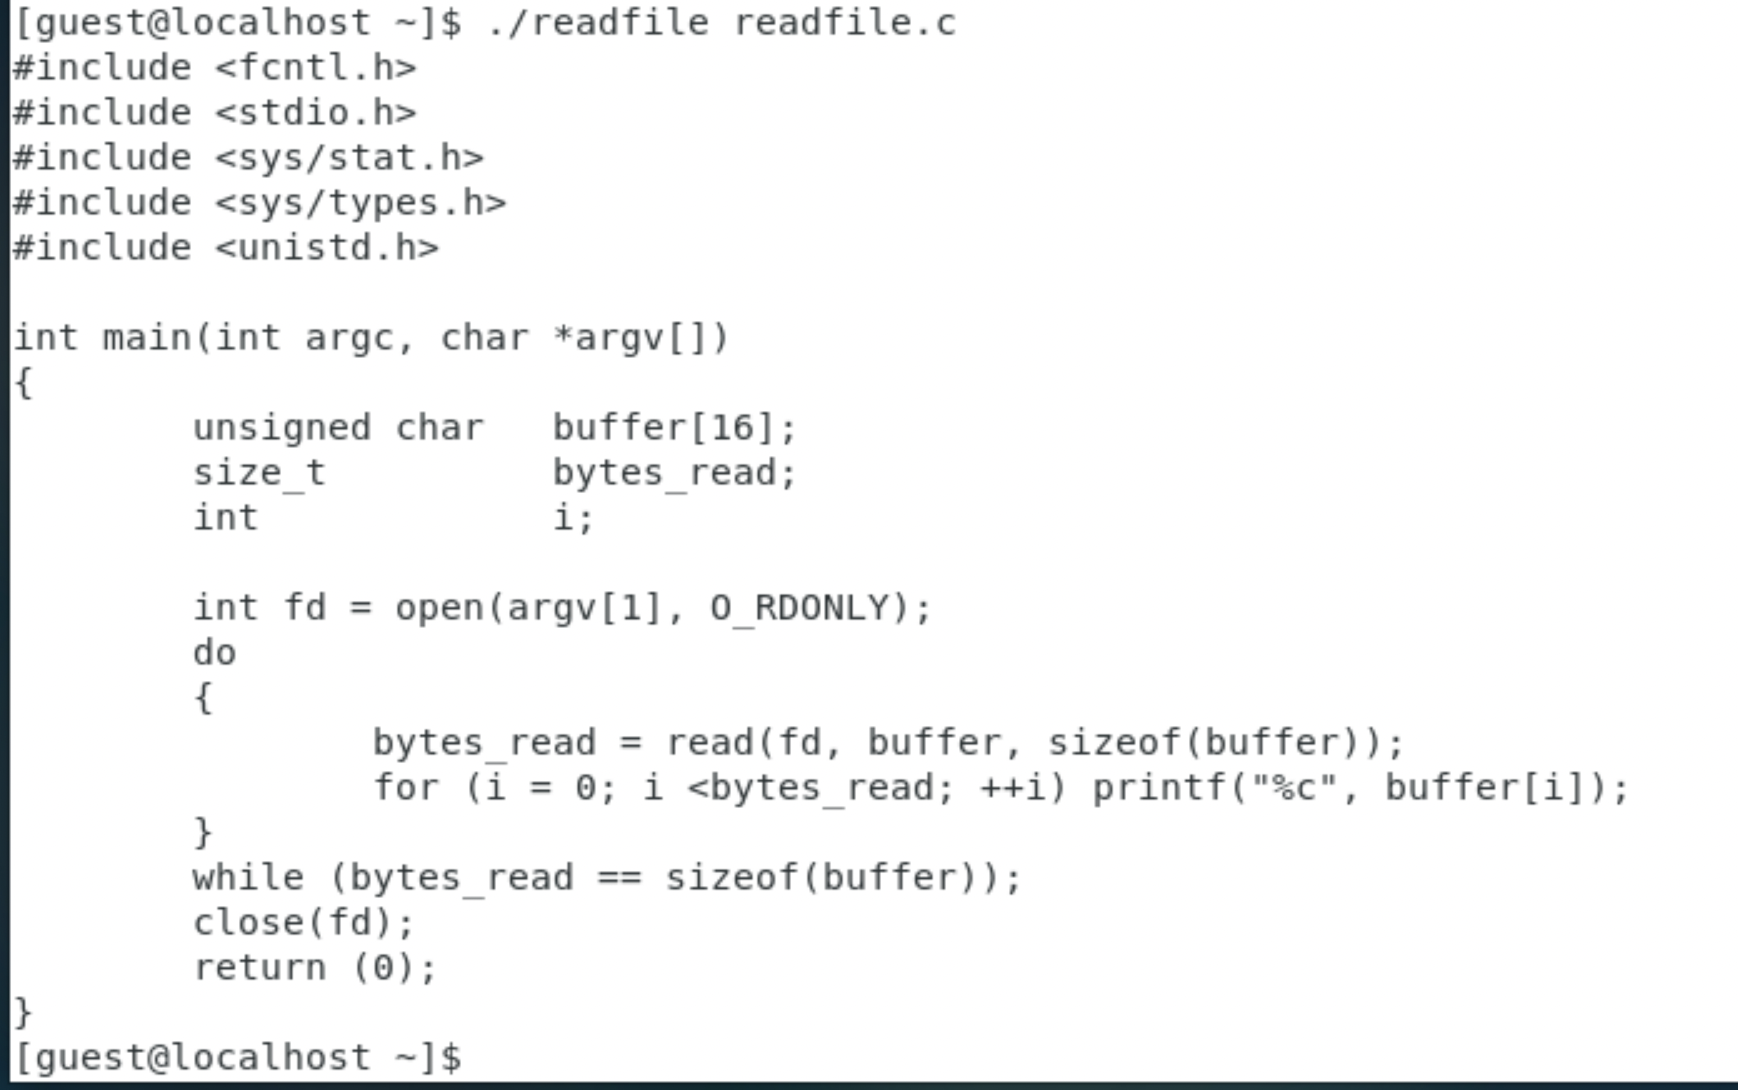 [guest@localhost ~]$ ./readfile readfile.c
#include <fcntl.h>
#include <stdio.h>
#include <sys/stat.h>
#include <sys/types.h>
#include <unistd.h>

int main(int argc, char *argv[])
{
        unsigned char   buffer[16];
        size_t          bytes_read;
        int             i;

        int fd = open(argv[1], O_RDONLY);
        do
        {
                bytes_read = read(fd, buffer, sizeof(buffer));
                for (i = 0; i <bytes_read; ++i) printf("%c", buffer[i]);
        }
        while (bytes_read == sizeof(buffer));
        close(fd);
        return (0);
}
[guest@localhost ~]$